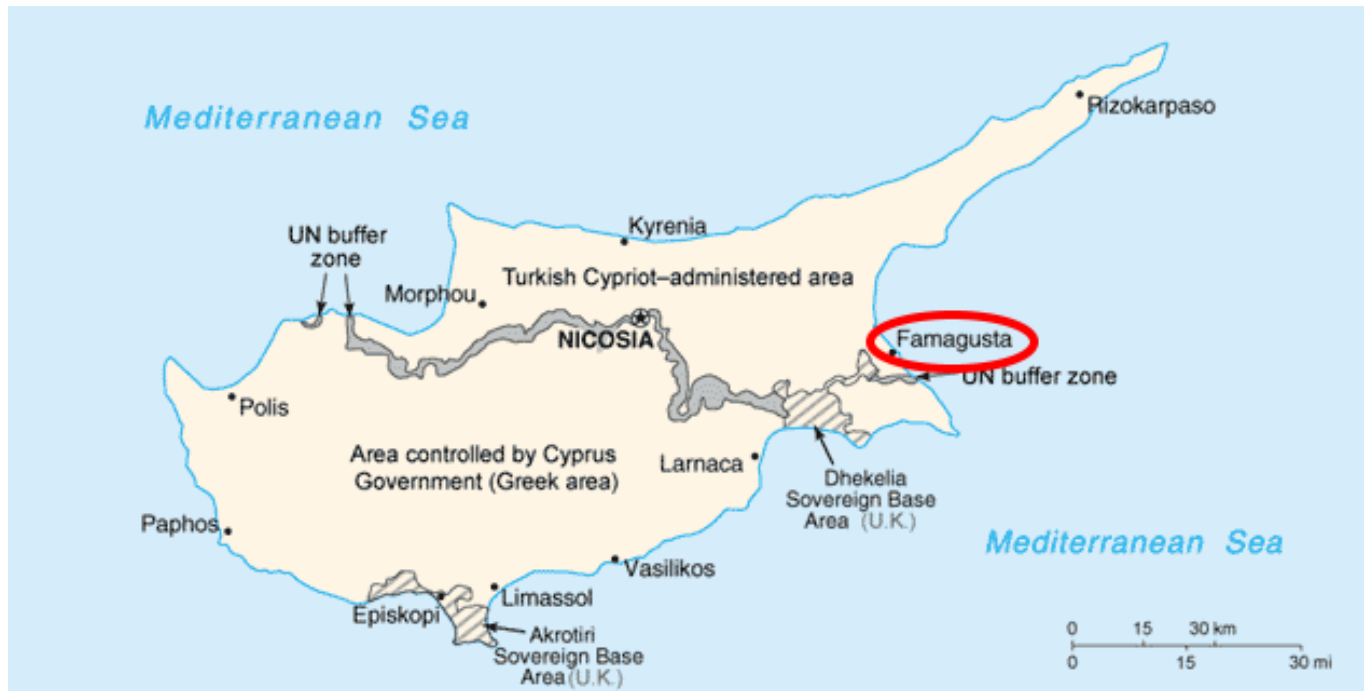 Mediterranean Sea
Rizokarpaso
Kyrenia
UN buffer
zone
Turkish Cypriot–administered area
Morphou
NICOSIA
Famagusta
UN buffer zone
Polis
Area controlled by Cyprus
Government (Greek area)
Larnaca
Dhekelia
Sovereign Base
Area (U.K.)
Paphos
Mediterranean Sea
Vasilikos
Limassol
Episkopi
Akrotiri
Sovereign Base
Area (U.K.)
0 15 30 km
0 15 30 mi